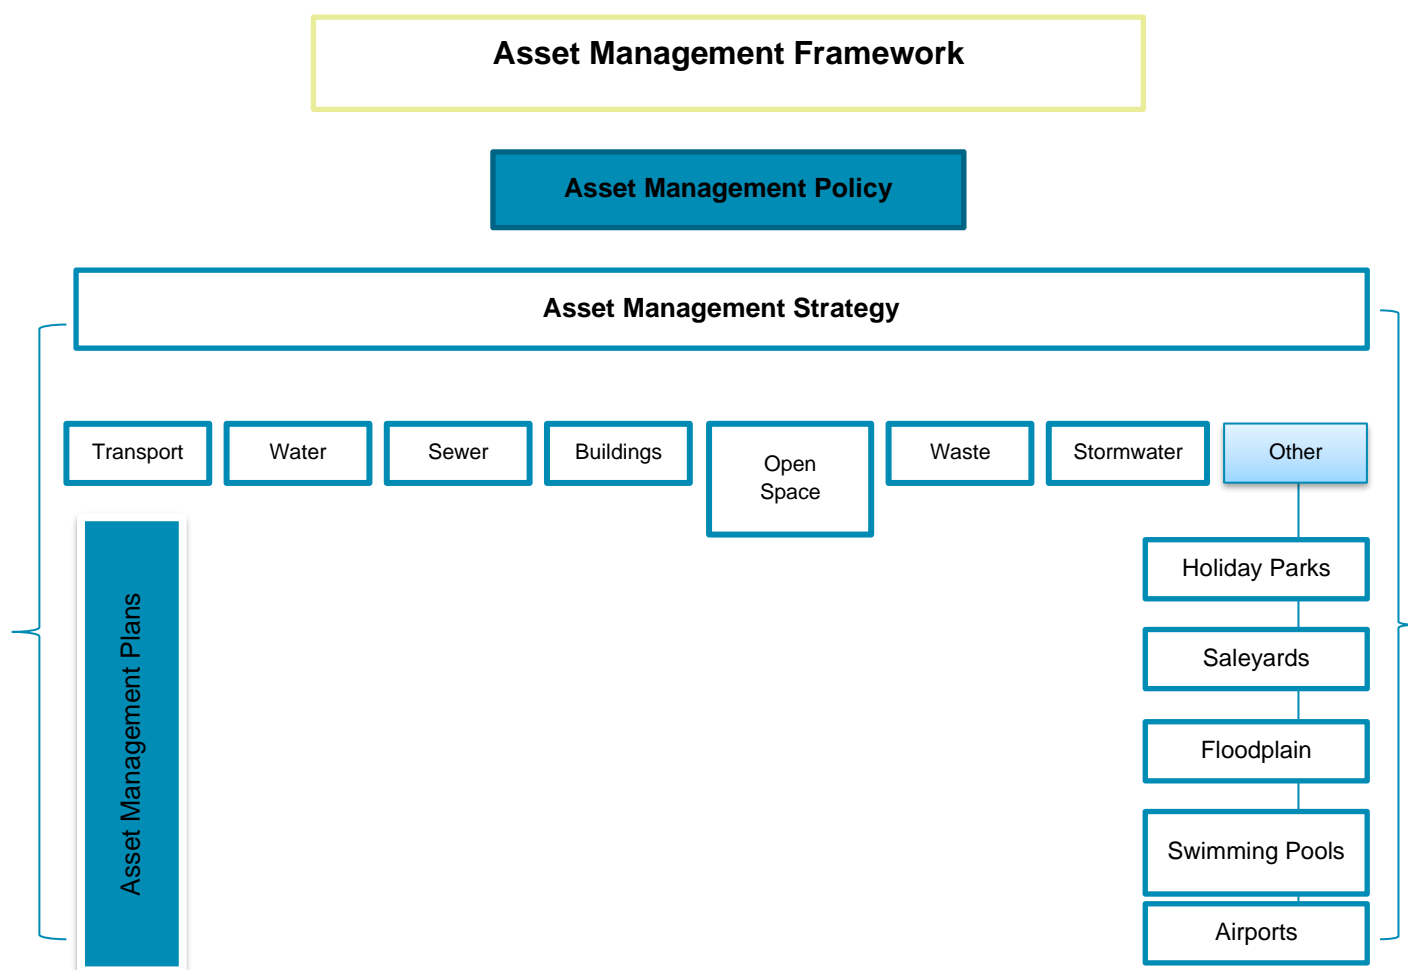 Asset Management Framework
Asset Management Policy
Asset Management Strategy
Transport
Water
Sewer
Buildings
Open
Space
Waste
Stormwater
Other
Asset Management Plans
Holiday Parks
Saleyards
Floodplain
Swimming Pools
Airports